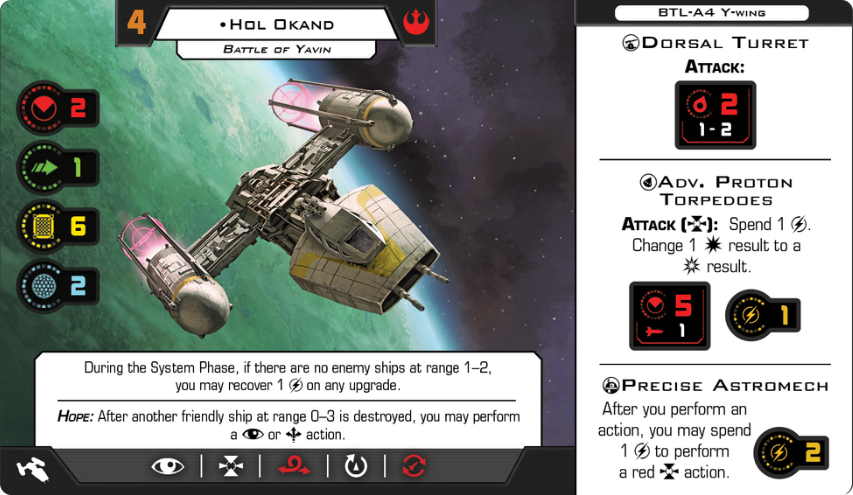 4
•Hol Okand
Battle of Yavin
2
1
6
2
During the System Phase, if there are no enemy ships at range 1–2,
you may recover 1 on any upgrade.
Hope: After another friendly ship at range 0–3 is destroyed, you may perform
a or action.
BTL-A4 Y-wing
Dorsal Turret
Attack:
2
1 - 2
Adv. Proton
Torpedoes
Attack ( ): Spend 1 .
Change 1 result to a
result.
5
1
1
Precise Astromech
After you perform an
action, you may spend
1 to perform
a red action.
2